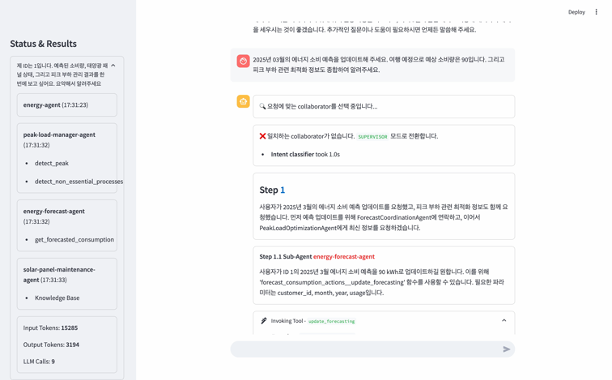 Deploy
Status & Results
제 ID는 1입니다. 예측된 소비량, 태양광 패
널 상태, 그리고 피크 부하 관리 결과를 한
번에 보고 싶어요. 요약해서 알려주세요
energy-agent (17:31:23)
peak-load-manager-agent
(17:31:32)
detect_peak
detect_non_essential_processes
energy-forecast-agent
(17:31:32)
get_forecasted_consumption
solar-panel-maintenance-
agent (17:31:33)
Knowledge Base
Input Tokens: 15285
Output Tokens: 3194
LLM Calls: 9
를 세우시는 것이 좋겠습니다. 추가적인 질문이나 도움이 필요하시면 언제든 말씀해 주세요.
2025년 03월의 에너지 소비 예측을 업데이트해 주세요. 여행 예정으로 예상 소비량은 90입니다. 그리고
피크 부하 관련 최적화 정보도 종합하여 알려주세요.
요청에 맞는 collaborator를 선택 중입니다...
일치하는 collaborator가 없습니다. SUPERVISOR 모드로 전환합니다.
Intent classifier took 1.0s
Step 1
사용자가 2025년 3월의 에너지 소비 예측 업데이트를 요청했고, 피크 부하 관련 최적화 정보도 함께 요
청했습니다. 먼저 예측 업데이트를 위해 ForecastCoordinationAgent에 연락하고, 이어서
PeakLoadOptimizationAgent에게 최신 정보를 요청하겠습니다.
Step 1.1 Sub-Agent energy-forecast-agent
사용자가 ID 1의 2025년 3월 에너지 소비 예측을 90 kWh로 업데이트하길 원합니다. 이를 위해
'forecast_consumption_actions__update_forecasting' 함수를 사용할 수 있습니다. 필요한 파라
미터는 customer_id, month, year, usage입니다.
Invoking Tool - update_forecasting